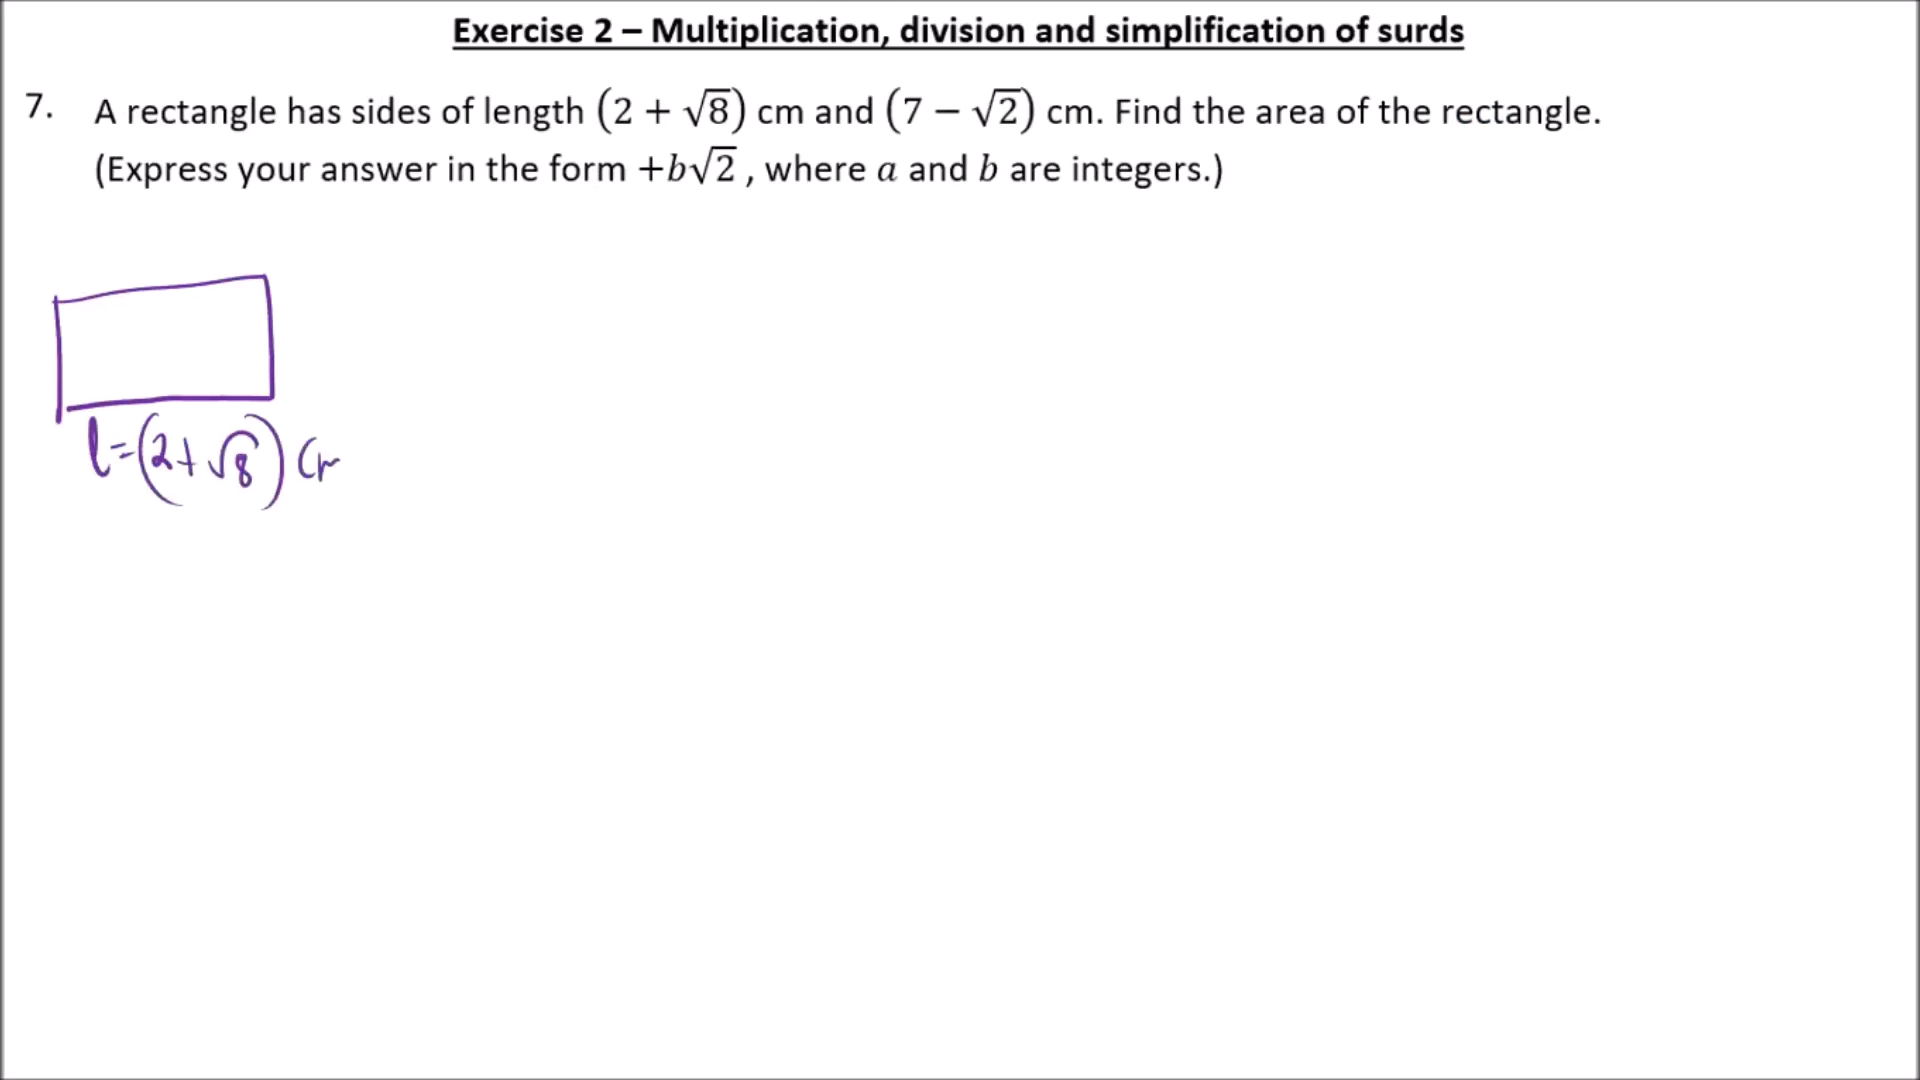 Exercise 2 – Multiplication, division and simplification of surds
7. A rectangle has sides of length (2 + √8) cm and (7 − √2) cm. Find the area of the rectangle.
(Express your answer in the form +b√2 , where a and b are integers.)
l=(2+√8) cm